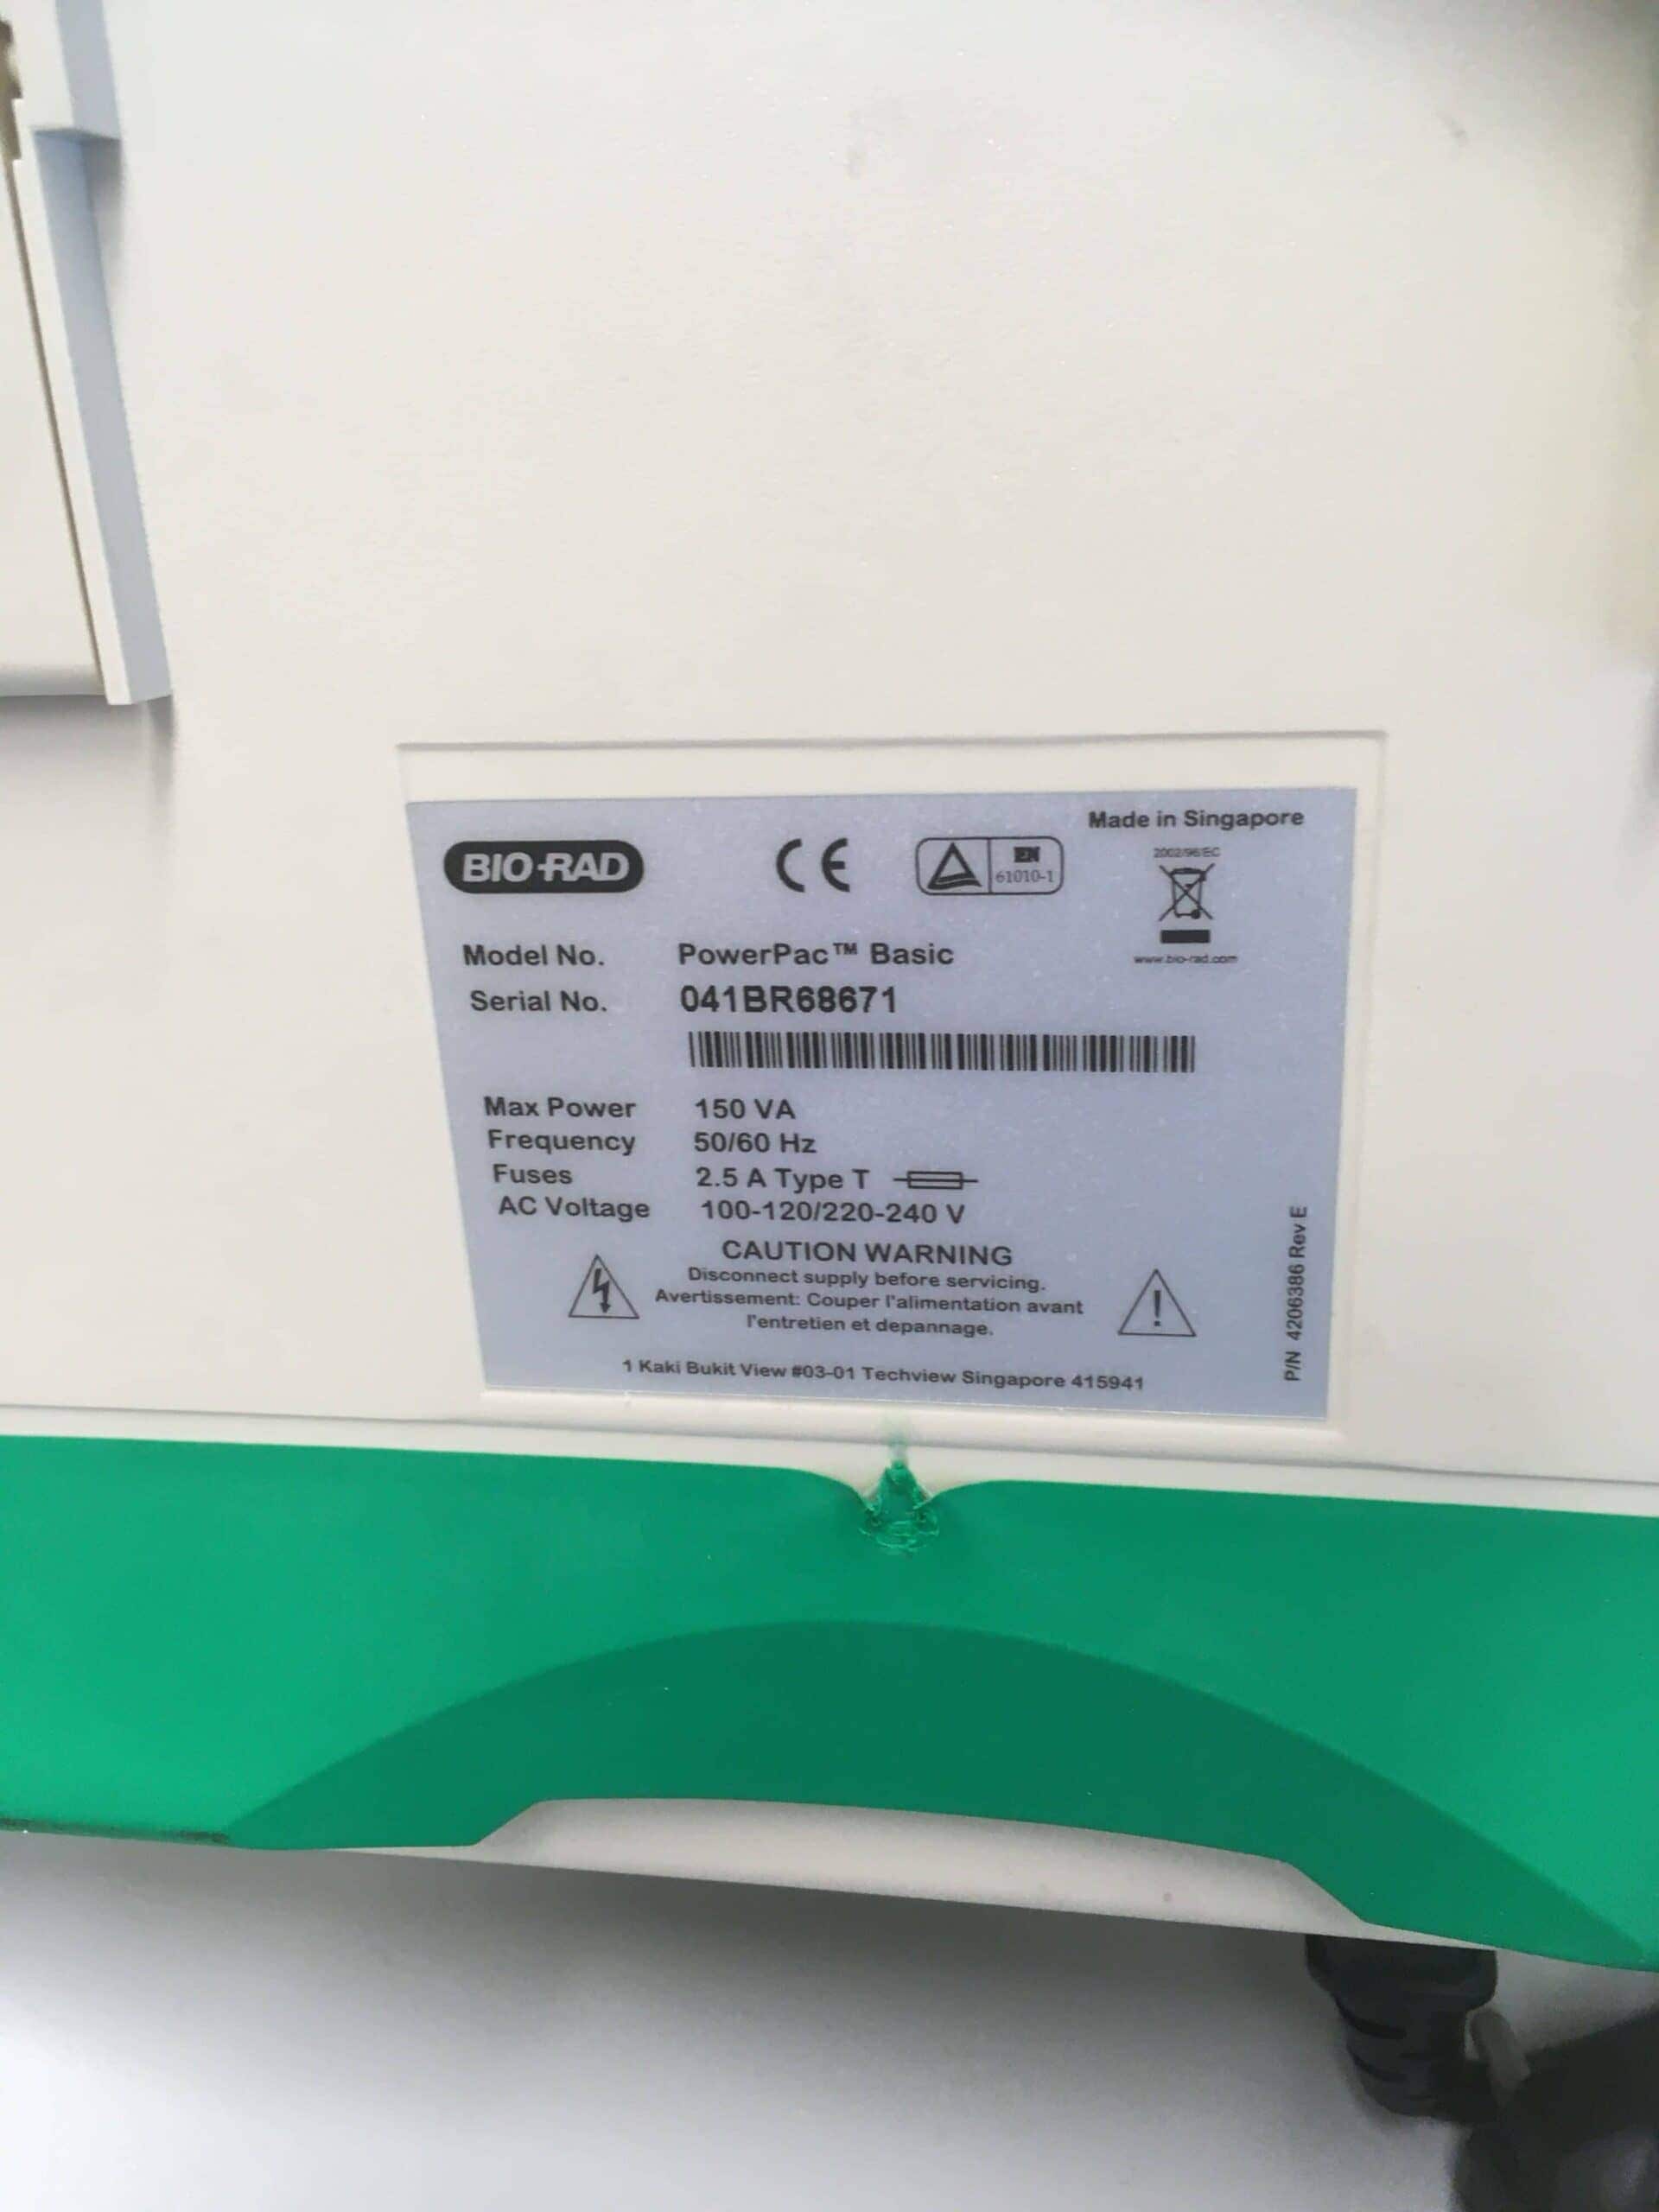 Made in Singapore
BIO-RAD
CE
EN
61010-1
2002/96/EC
www.bio-rad.com
Model No. PowerPac™ Basic
Serial No. 041BR68671
Max Power 150 VA
Frequency 50/60 Hz
Fuses 2.5 A Type T
AC Voltage 100-120/220-240 V
CAUTION WARNING
Disconnect supply before servicing.
Avertissement: Couper l'alimentation avant
l'entretien et depannage.
1 Kaki Bukit View #03-01 Techview Singapore 415941
P/N 4206386 Rev E